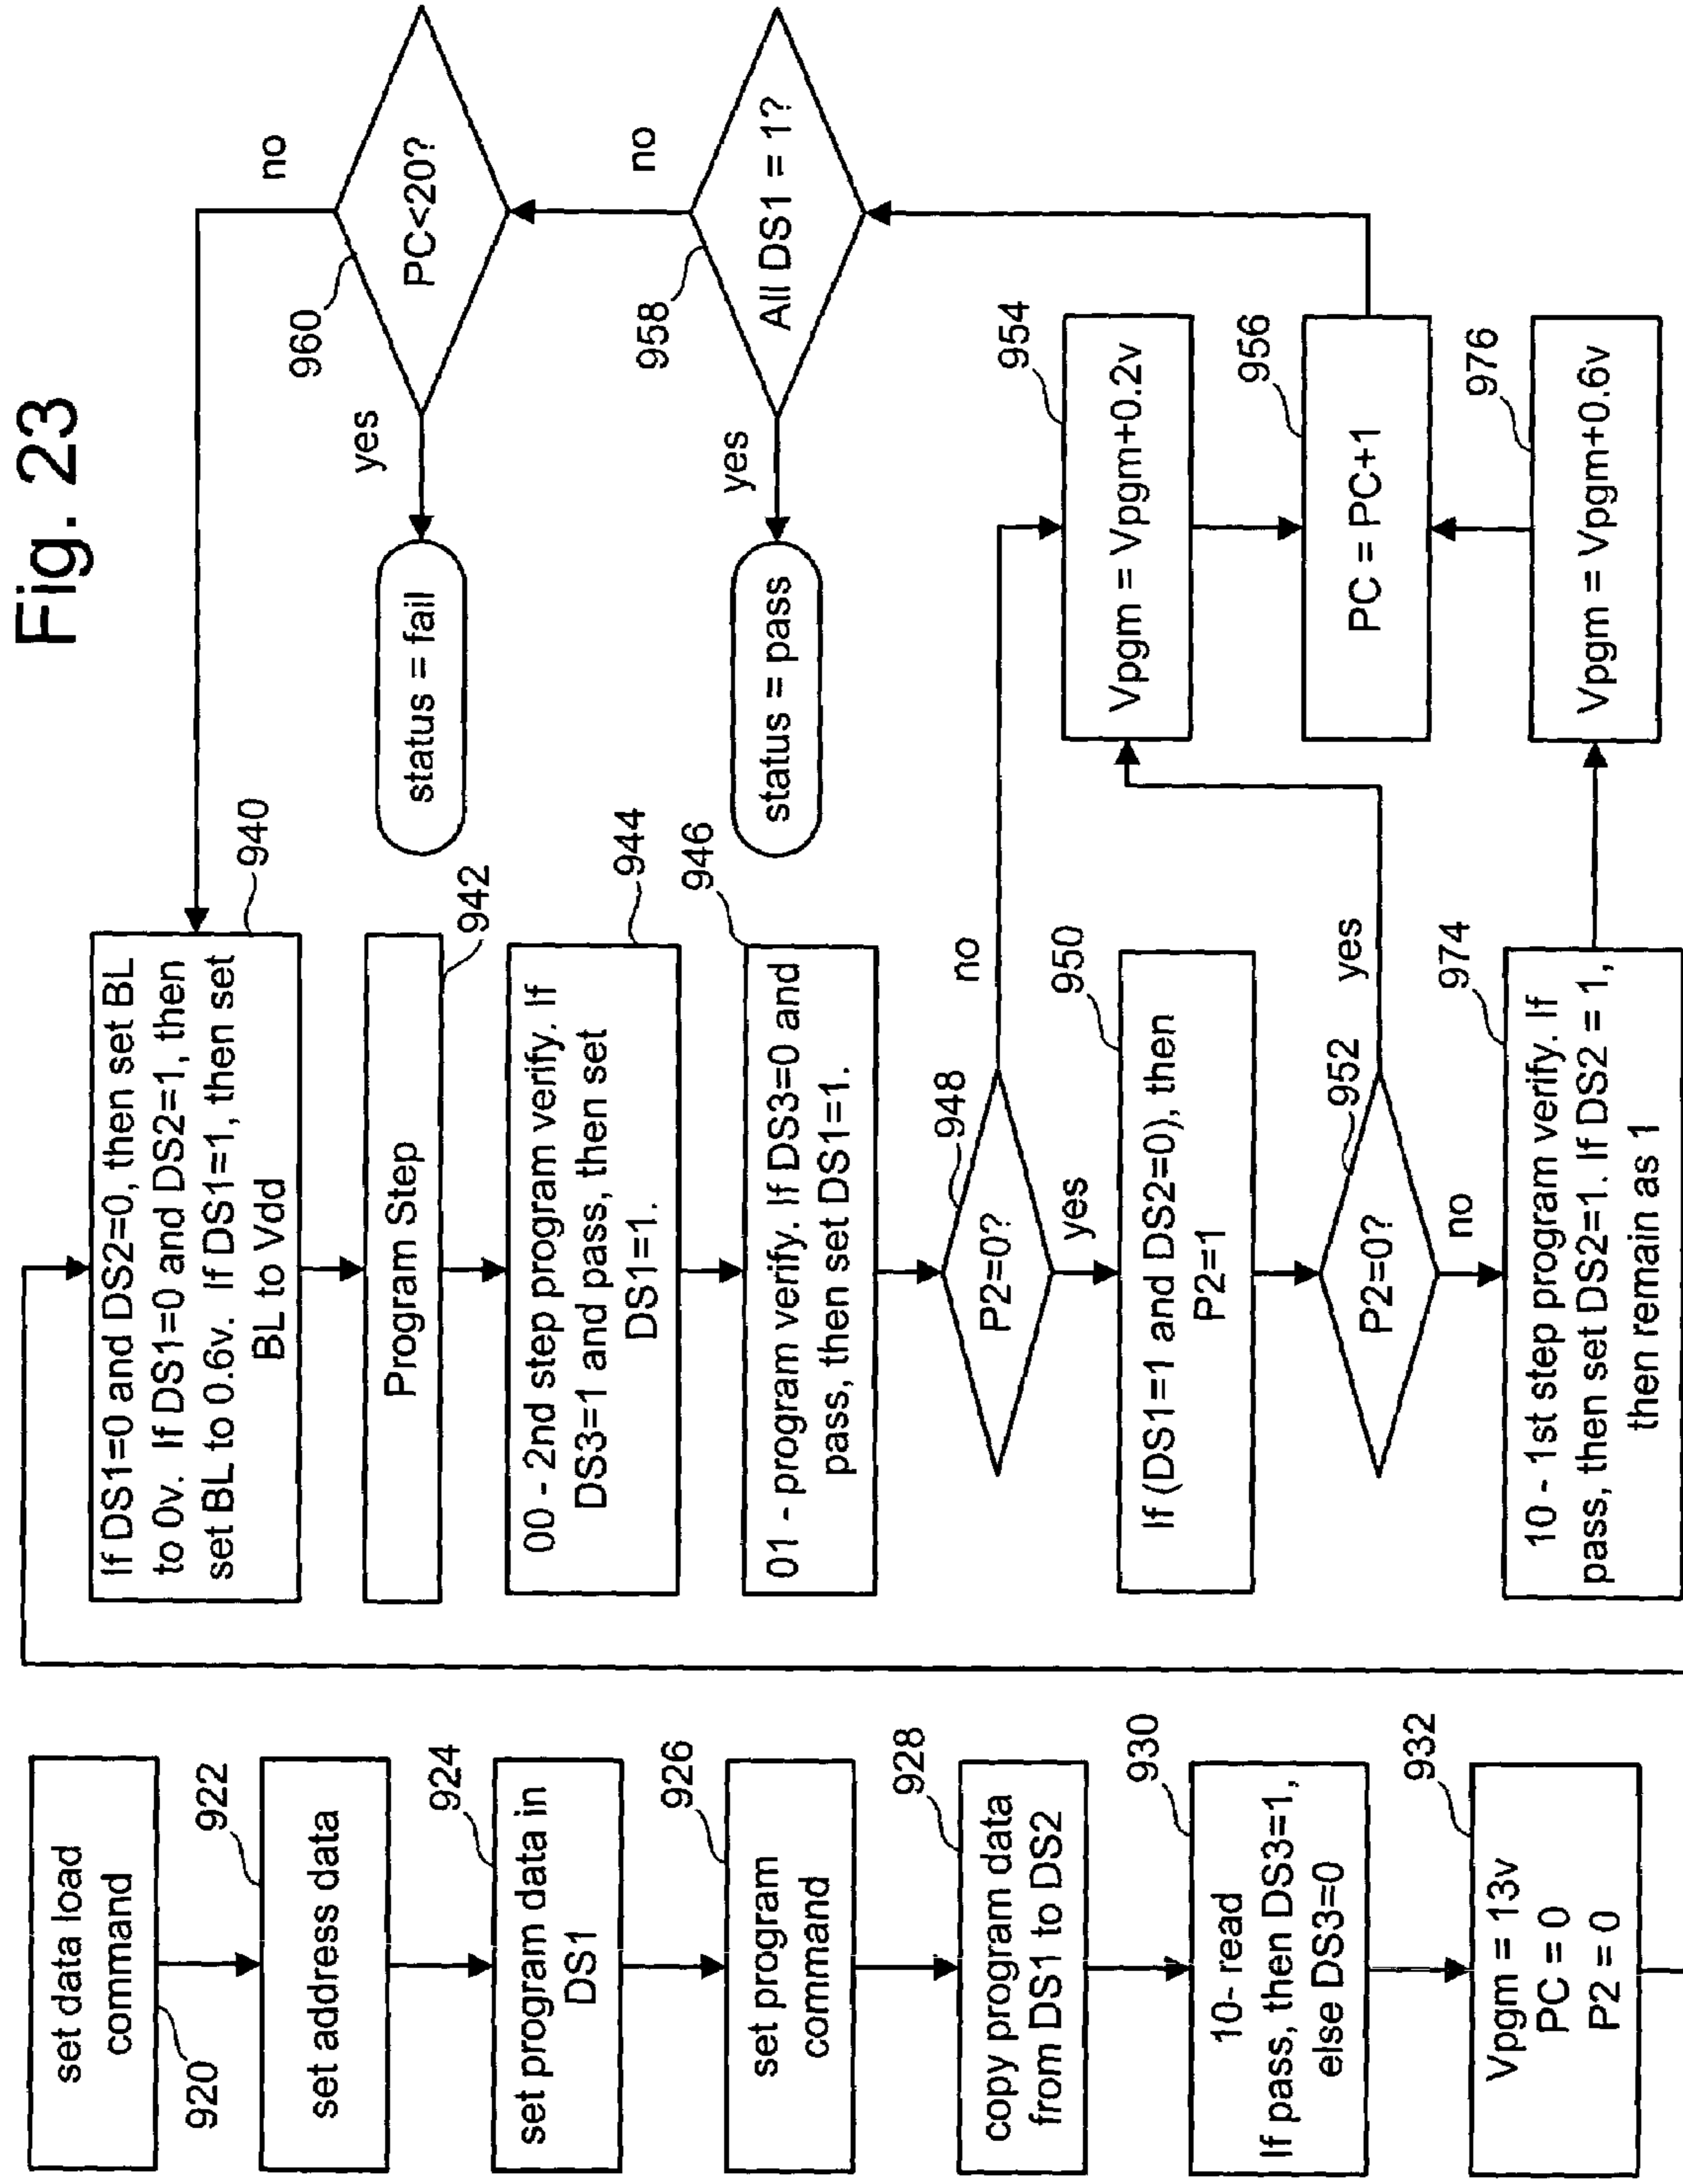 Fig. 23
set data load
command
920
922
set address data
924
set program data in
DS1
926
set program
command
928
copy program data
from DS1 to DS2
930
10- read
If pass, then DS3=1,
else DS3=0
932
Vpgm = 13v
PC = 0
P2 = 0
If DS1=0 and DS2=0, then set BL
to 0v. If DS1=0 and DS2=1, then
set BL to 0.6v. If DS1=1, then set
BL to Vdd
940
Program Step
942
00 - 2nd step program verify. If
DS3=1 and pass, then set
DS1=1.
944
946
01 - program verify. If DS3=0 and
pass, then set DS1=1.
948
P2=0?
no
yes
950
If (DS1=1 and DS2=0), then
P2=1
952
P2=0?
yes
no
974
10 - 1st step program verify. If
pass, then set DS2=1. If DS2 = 1,
then remain as 1
no
960
PC<20?
yes
status = fail
no
958
All DS1 = 1?
yes
status = pass
954
Vpgm = Vpgm+0.2v
956
PC = PC+1
976
Vpgm = Vpgm+0.6v